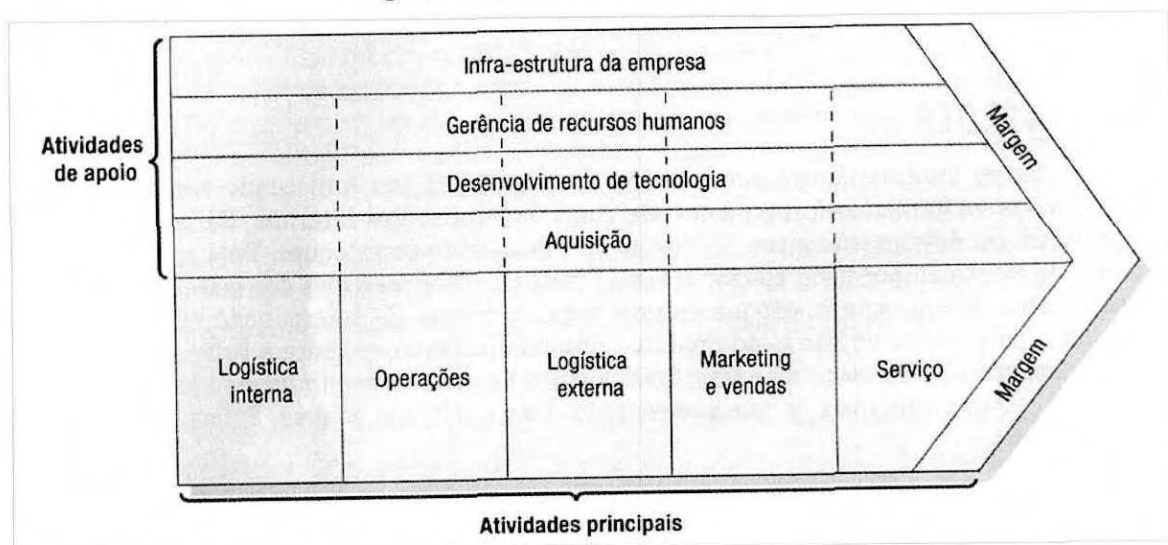 Infra-estrutura da empresa
Gerência de recursos humanos
Atividades
de apoio
Desenvolvimento de tecnologia
Aquisição
Margem
Logística
interna
Operações
Logística
externa
Marketing
e vendas
Serviço
Margem
Atividades principais